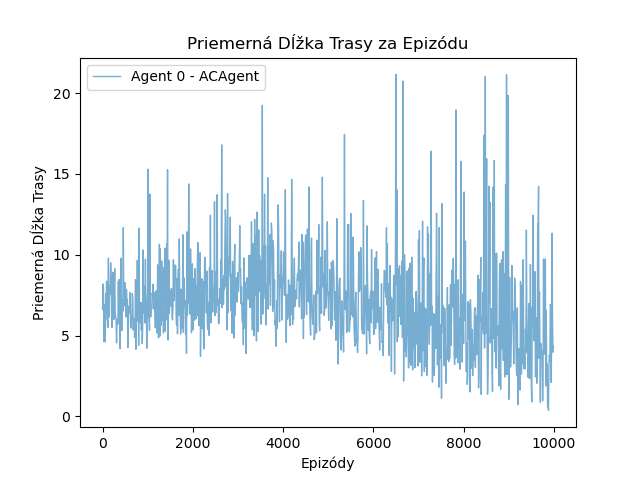 Priemerná Dĺžka Trasy za Epizódu
Agent 0 - ACAgent
Priemerná Dĺžka Trasy
20
15
10
5
0
0 2000 4000 6000 8000 10000
Epizódy